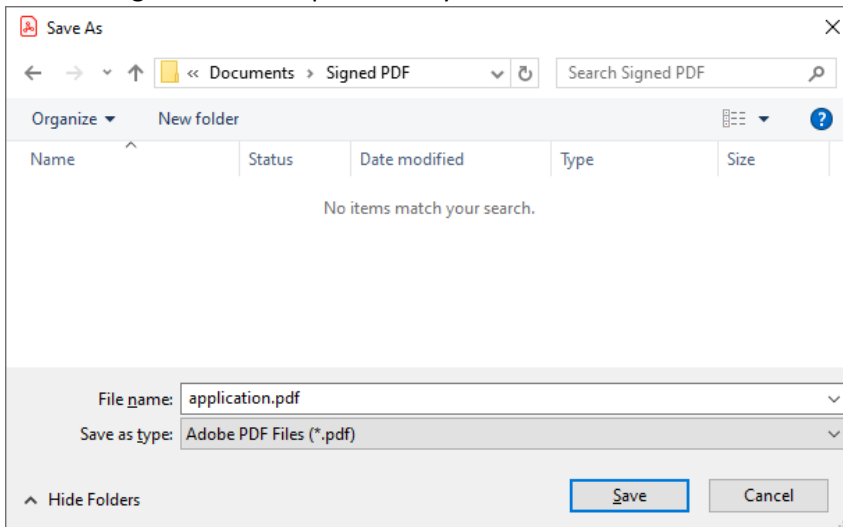 Save As
« Documents › Signed PDF
Search Signed PDF
Organize
New folder
?
Name Status Date modified Type Size
No items match your search.
File name: application.pdf
Save as type: Adobe PDF Files (*.pdf)
Hide Folders
Save
Cancel